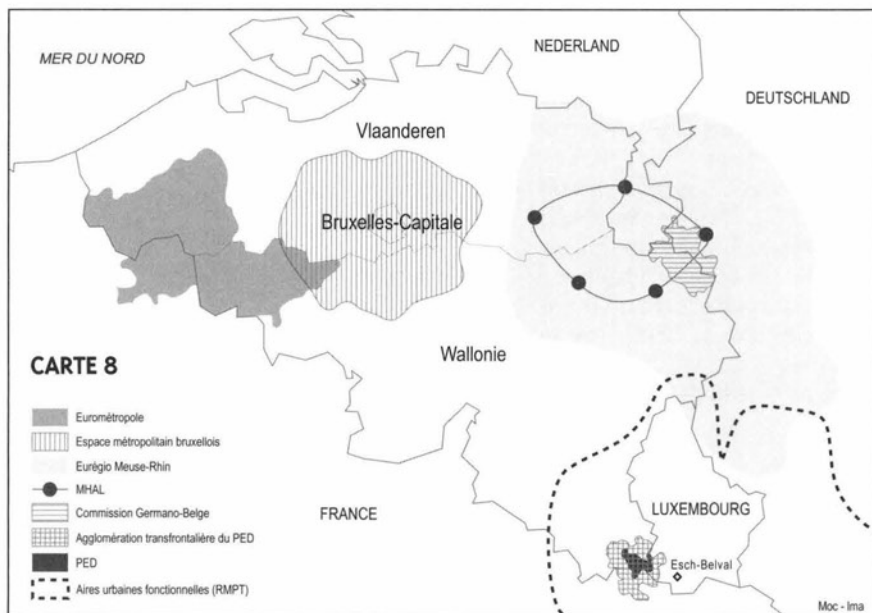 MER DU NORD
NEDERLAND
DEUTSCHLAND
Vlaanderen
Bruxelles-Capitale
Wallonie
CARTE 8
Eurométropole
Espace métropolitain bruxellois
Eurégio Meuse-Rhin
MHAL
Commission Germano-Belge
Agglomération transfrontalière du PED
PED
Aires urbaines fonctionnelles (RMPT)
FRANCE
LUXEMBOURG
Esch-Belval
Moc - Ima